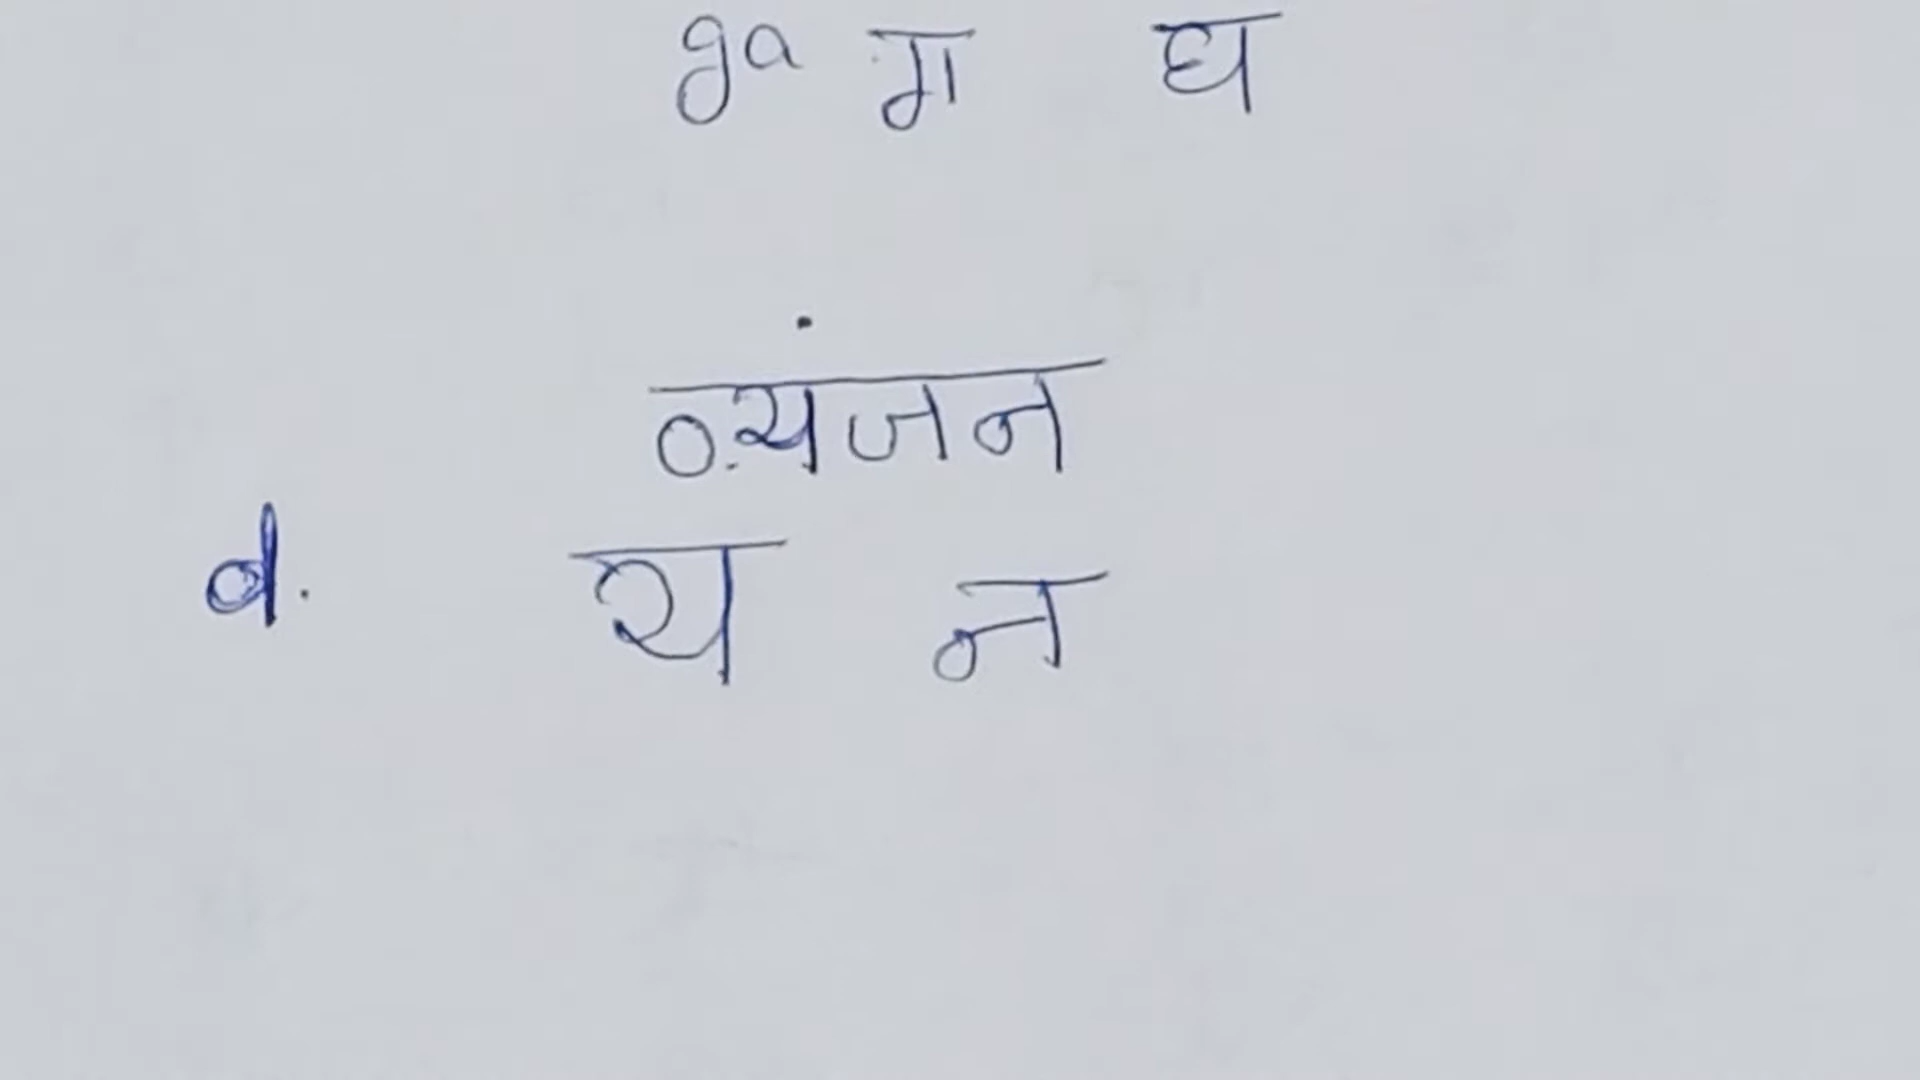 ga ग घ
व्यंजन
d. य न